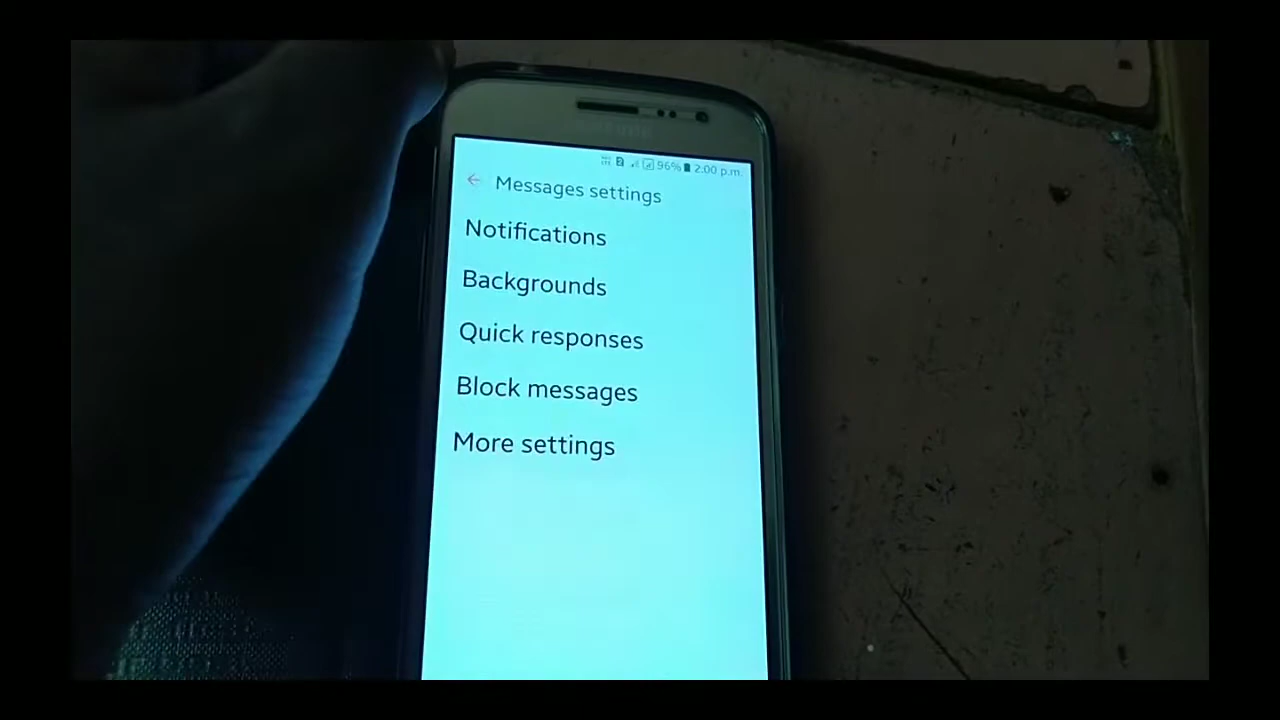 96% 2:00 p.m.
Messages settings
Notifications
Backgrounds
Quick responses
Block messages
More settings